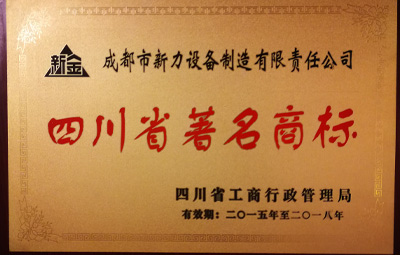 新金 成都市新力设备制造有限责任公司
四川省著名商标
四川省工商行政管理局
有效期：二〇一五年至二〇一八年